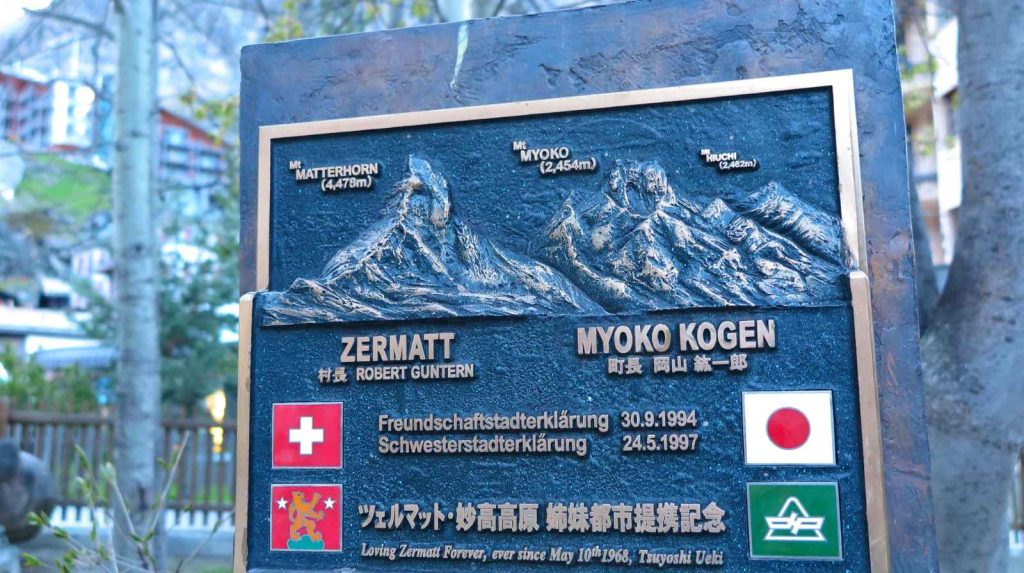 Mt MATTERHORN
(4,478m)
Mt MYOKO
(2,454m)
Mt HIUCHI
(2,462m)
ZERMATT
村長 ROBERT GUNTERN
MYOKO KOGEN
町長 岡山 紘一郎
Freundschaftstadterklärung 30.9.1994
Schwesterstadterklärung 24.5.1997
ツェルマット・妙高高原 姉妹都市提携記念
Loving Zermatt Forever, ever since May 10th 1968, Tsuyoshi Ueki